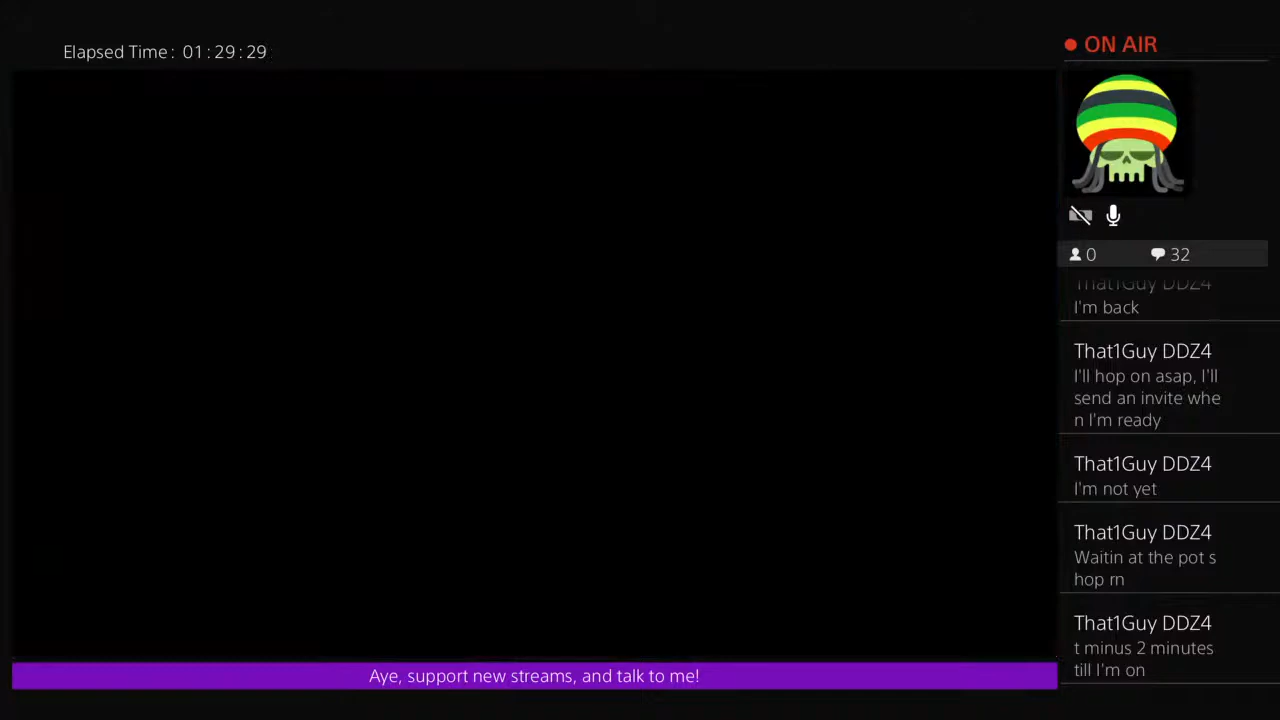 Elapsed Time: 01:29:29
ON AIR
0 32
That1Guy DDZ4
I'm back
That1Guy DDZ4
I'll hop on asap, I'll
send an invite whe
n I'm ready
That1Guy DDZ4
I'm not yet
That1Guy DDZ4
Waitin at the pot s
hop rn
That1Guy DDZ4
t minus 2 minutes
till I'm on
Aye, support new streams, and talk to me!